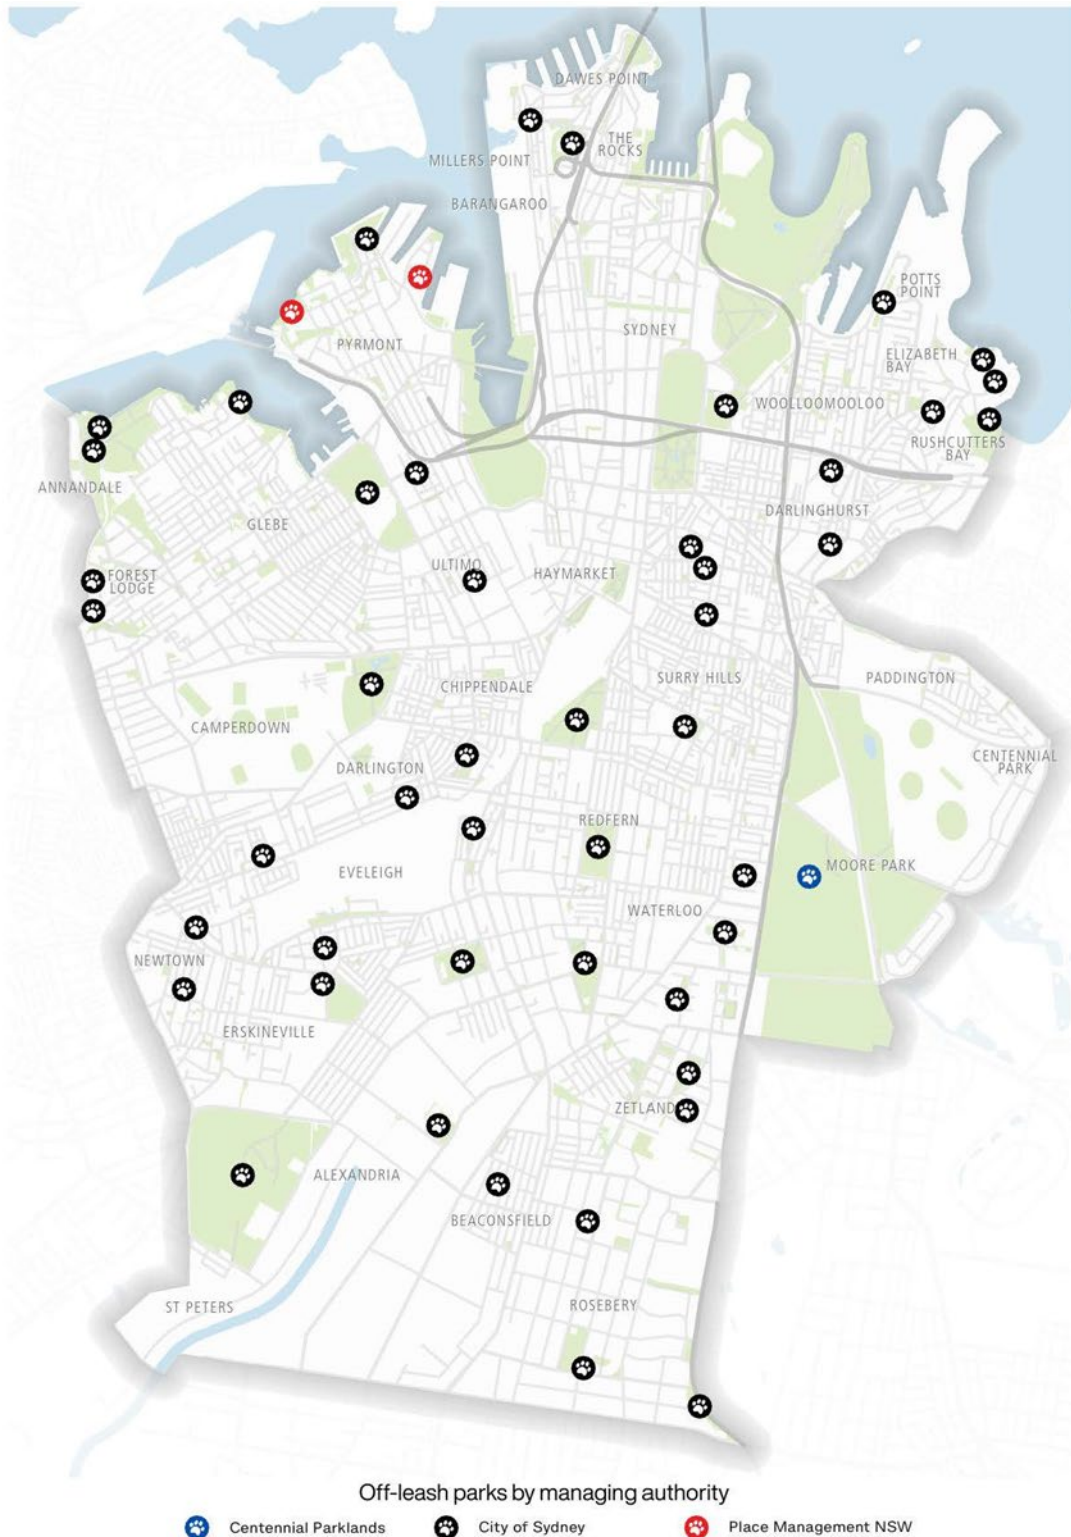 DAWES POINT
THE
ROCKS
MILLERS POINT
BARANGAROO
POTTS
POINT
SYDNEY
PYRMONT
ELIZABETH
BAY
WOOLLOOMOOLOO
RUSHCUTTERS
BAY
ANNANDALE
DARLINGHURST
GLEBE
ULTIMO
HAYMARKET
FOREST
LODGE
SURRY HILLS
PADDINGTON
CHIPPENDALE
CAMPERDOWN
CENTENNIAL
PARK
DARLINGTON
REDFERN
MOORE PARK
EVELEIGH
WATERLOO
NEWTOWN
ERSKINEVILLE
ZETLAND
ALEXANDRIA
BEACONSFIELD
ST PETERS
ROSEBERY
Off-leash parks by managing authority
Centennial Parklands
City of Sydney
Place Management NSW